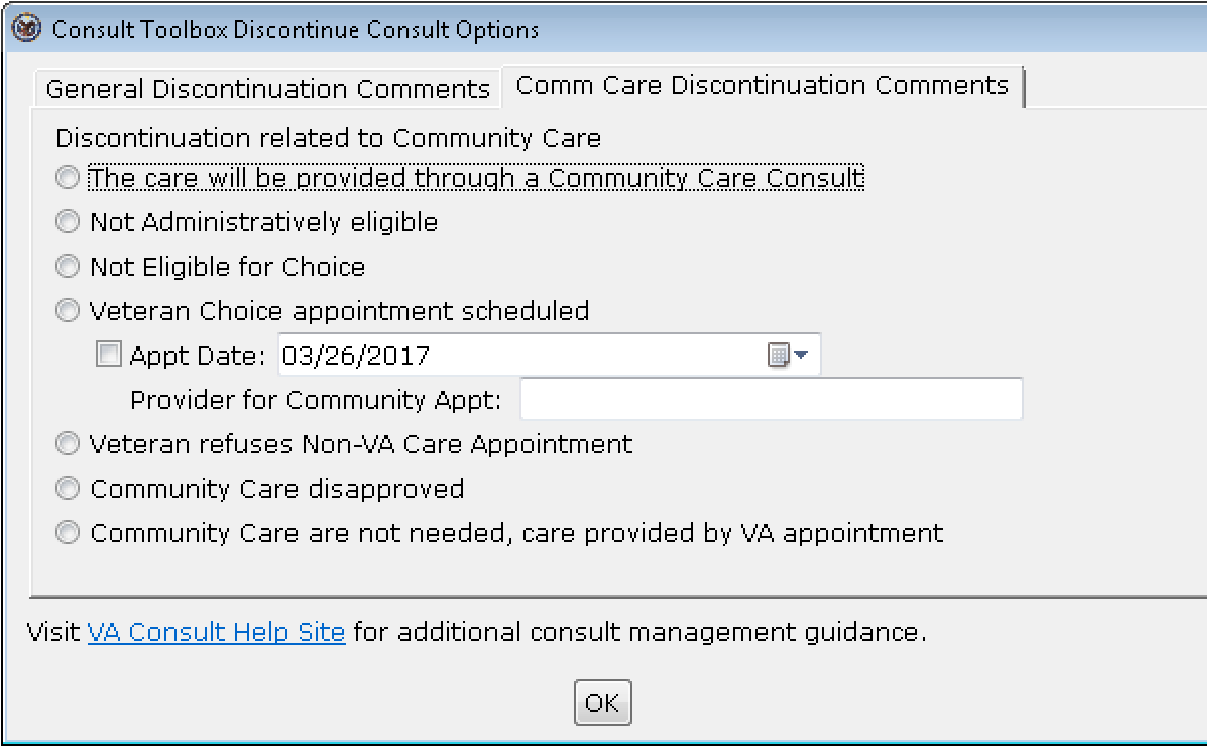 Consult Toolbox Discontinue Consult Options
General Discontinuation Comments
Comm Care Discontinuation Comments
Discontinuation related to Community Care
The care will be provided through a Community Care Consult
Not Administratively eligible
Not Eligible for Choice
Veteran Choice appointment scheduled
Appt Date: 03/26/2017
Provider for Community Appt:
Veteran refuses Non-VA Care Appointment
Community Care disapproved
Community Care are not needed, care provided by VA appointment
Visit VA Consult Help Site for additional consult management guidance.
OK